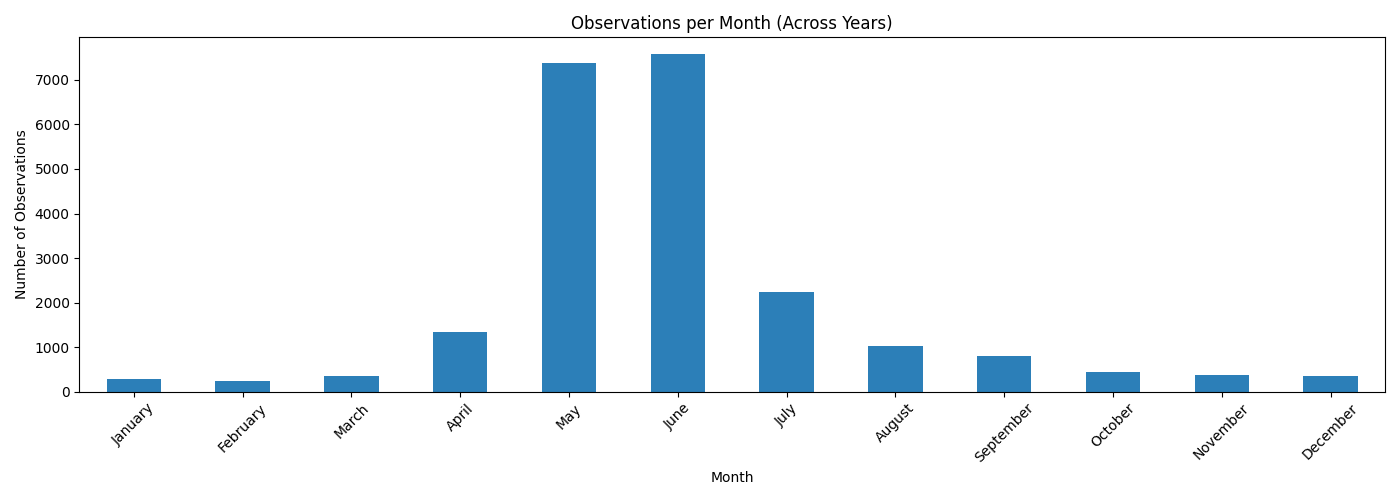 Observations per Month (Across Years)
Number of Observations
7000
6000
5000
4000
3000
2000
1000
0
January
February
March
April
May
June
July
August
September
October
November
December
Month